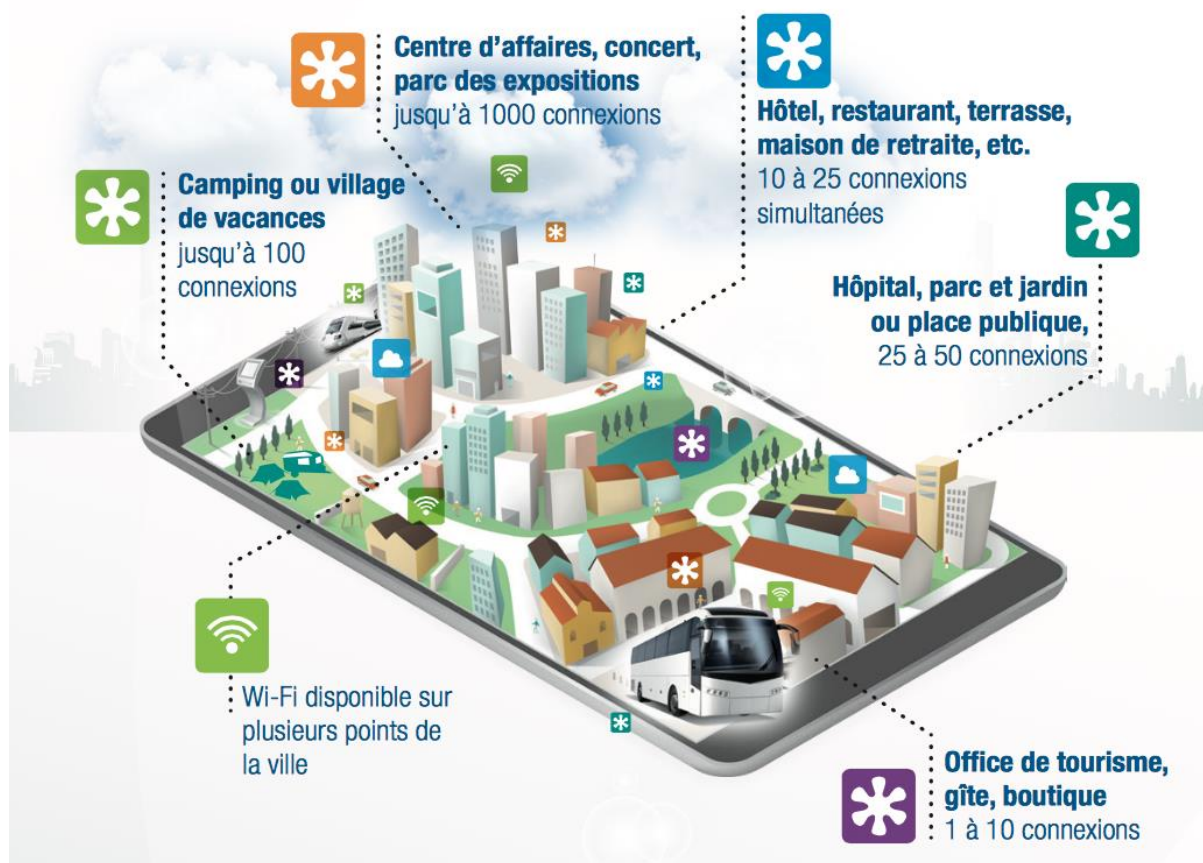 Centre d'affaires, concert,
parc des expositions
jusqu'à 1000 connexions
Hôtel, restaurant, terrasse,
maison de retraite, etc.
10 à 25 connexions
simultanées
Camping ou village
de vacances
jusqu'à 100
connexions
Hôpital, parc et jardin
ou place publique,
25 à 50 connexions
Wi-Fi disponible sur
plusieurs points de
la ville
Office de tourisme,
gîte, boutique
1 à 10 connexions